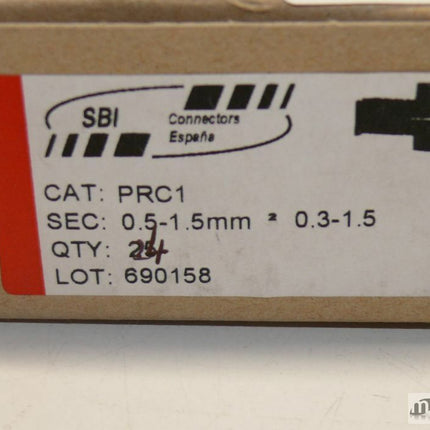 SBI
Connectors
España
CAT: PRC1
SEC: 0.5-1.5mm ² 0.3-1.5
QTY:
LOT: 690158